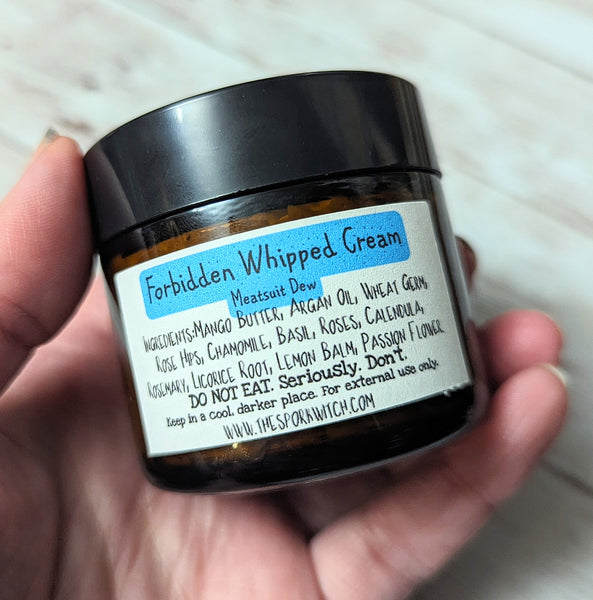 Forbidden Whipped Cream
Meatsuit Dew
Ingredients:Mango Butter, Argan Oil, Wheat Germ,
Rose Hips, Chamomile, Basil, Roses, Calendula,
Rosemary, Licorice Root, Lemon Balm, Passion Flower
DO NOT EAT. Seriously. Don't.
Keep in a cool, darker place. For external use only.
WWW.THESPORKWITCH.COM